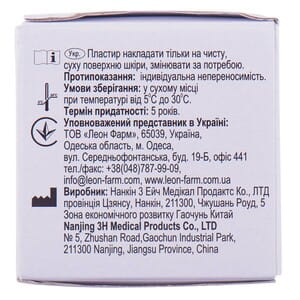 Укр. Пластир накладати тільки на чисту,
суху поверхню шкіри, змінювати за потребою.
Протипоказання: індивідуальна непереносимість.
Умови зберігання: у сухому місці
при температурі від 5°С до 30°С.
Термін придатності: 5 років.
Уповноважений представник в Україні:
ТОВ «Леон Фарм», 65039, Україна,
Одеська область, м. Одеса,
вул. Середньофонтанська, буд. 19-Б, офіс 441
тел./факс: +38(048)787-99-09,
www.leon-farm.com.ua
Виробник: Нанкін 3 Ейч Медікал Продактс Ко., ЛТД
провінція Цзянсу, Нанкін, 211300, Чжушань Роуд, 5
Зона економічного розвитку Гаочунь Китай
Nanjing 3H Medical Products Co., LTD
№ 5, Zhushan Road,Gaochun Industrial Park,
211300 Nanjing, Jiangsu Province, China